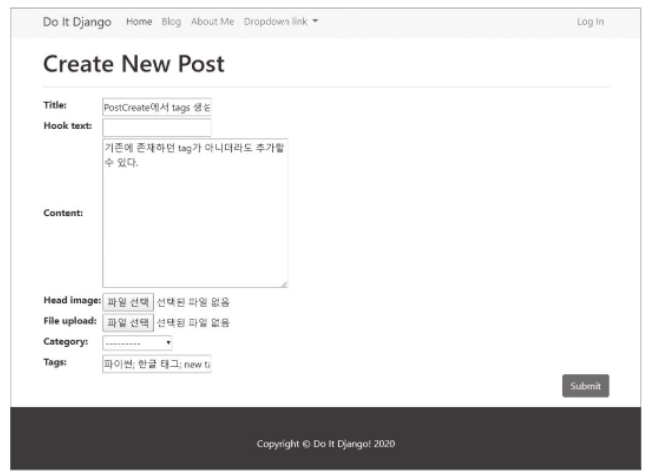 Do It Django Home Blog About Me Dropdown link Log In
Create New Post
Title: PostCreate에서 tags 생성
Hook text:
기존에 존재하던 tag가 아니더라도 추가할
수 있다.
Content:
Head image: 파일 선택 선택된 파일 없음
File upload: 파일 선택 선택된 파일 없음
Category: ---------
Tags: 파이썬; 한글 태그; new ta
Submit
Copyright © Do It Django! 2020